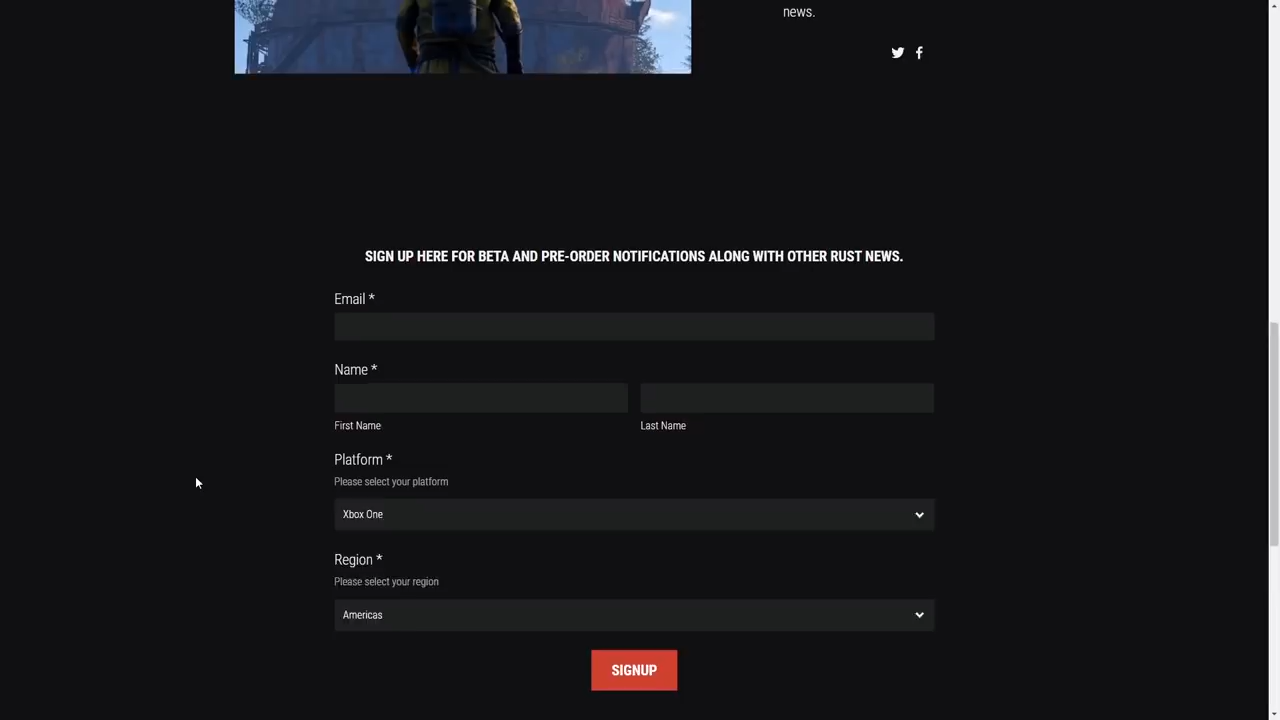 news.
SIGN UP HERE FOR BETA AND PRE-ORDER NOTIFICATIONS ALONG WITH OTHER RUST NEWS.
Email *
Name *
First Name
Last Name
Platform *
Please select your platform
Xbox One
Region *
Please select your region
Americas
SIGNUP